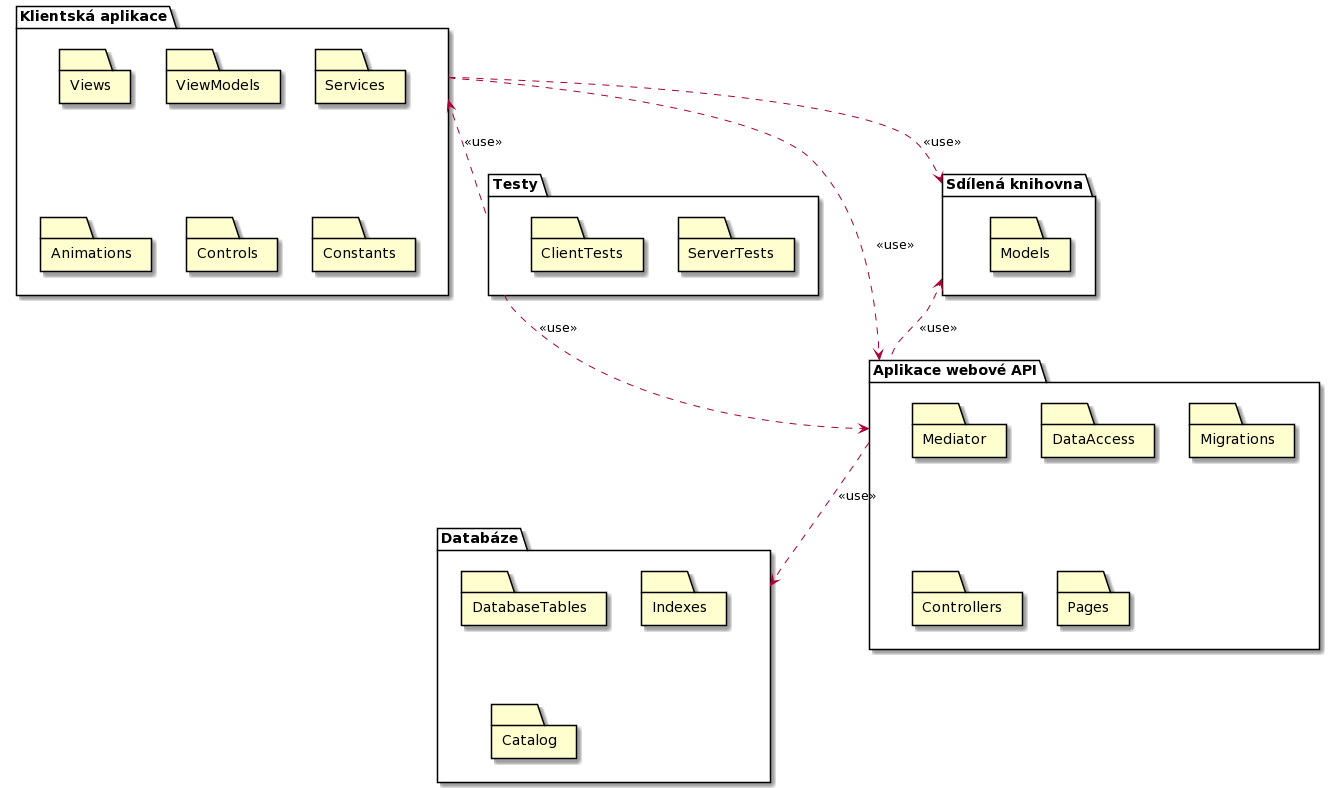 Klientská aplikace
Views
ViewModels
Services
Animations
Controls
Constants
«use»
«use»
«use»
Testy
ClientTests
ServerTests
Sdílená knihovna
Models
«use»
«use»
Aplikace webové API
Mediator
DataAccess
Migrations
Controllers
Pages
«use»
Databáze
DatabaseTables
Indexes
Catalog